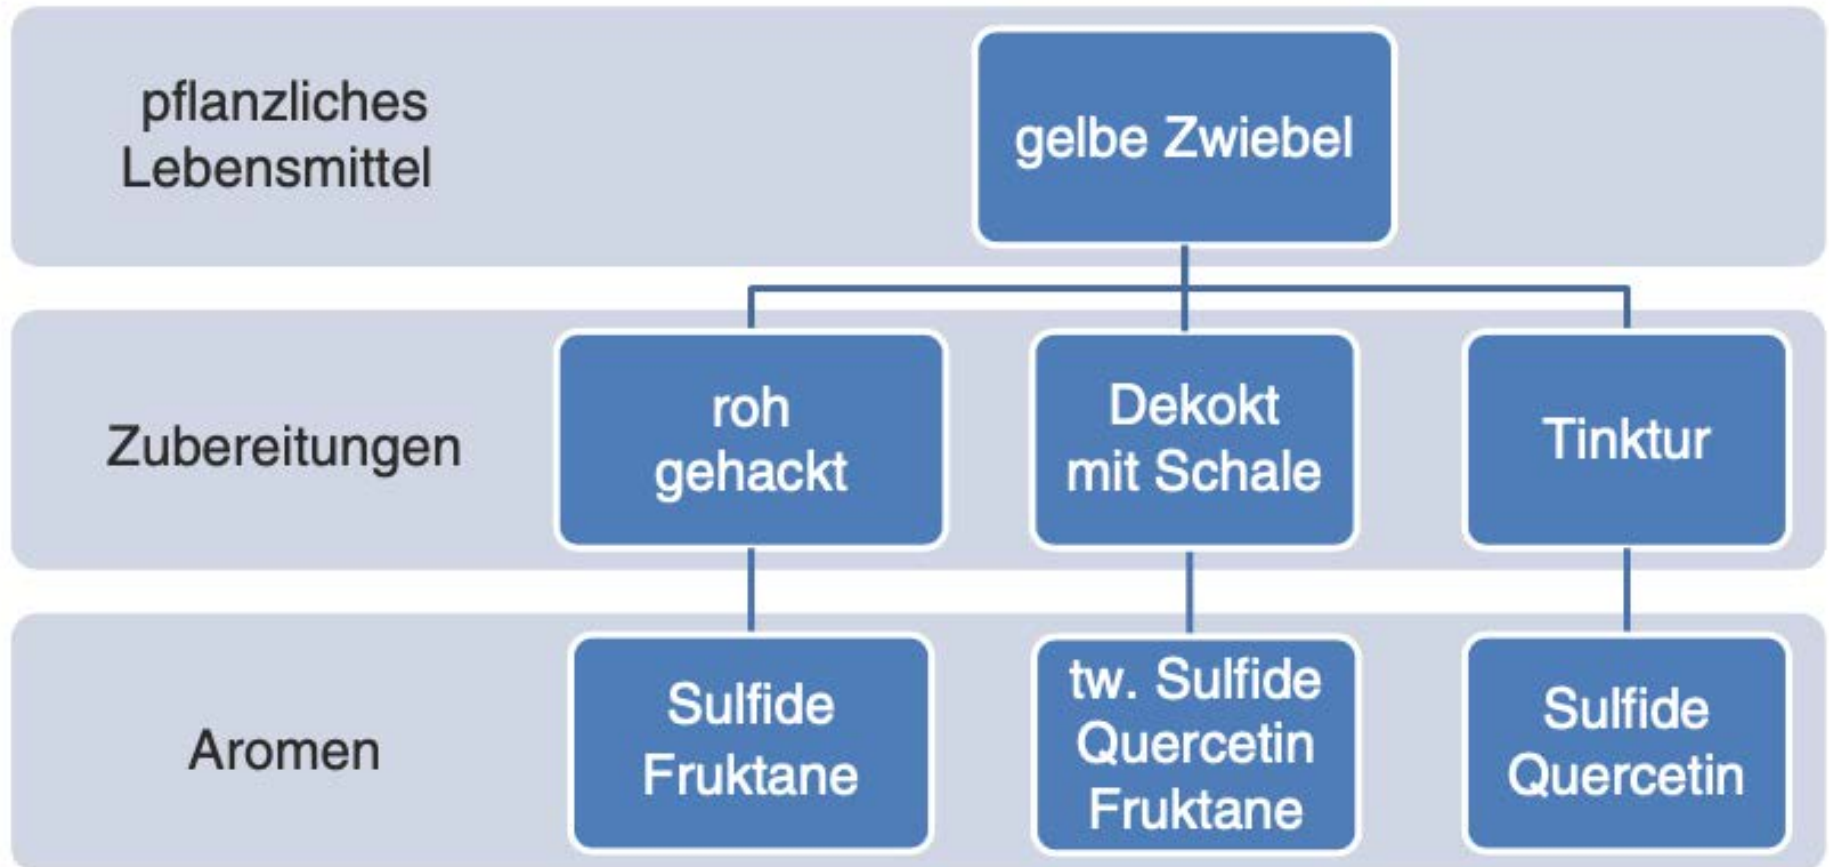 pflanzliches
Lebensmittel
gelbe Zwiebel
Zubereitungen
roh
gehackt
Dekokt
mit Schale
Tinktur
Aromen
Sulfide
Fruktane
tw. Sulfide
Quercetin
Fruktane
Sulfide
Quercetin